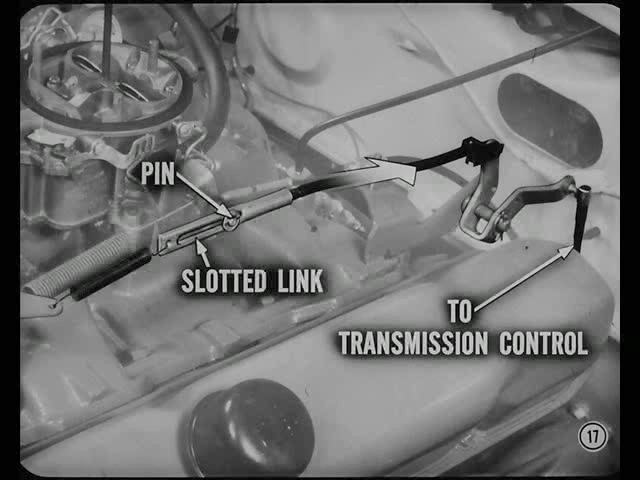 PIN
SLOTTED LINK
TO
TRANSMISSION CONTROL
17